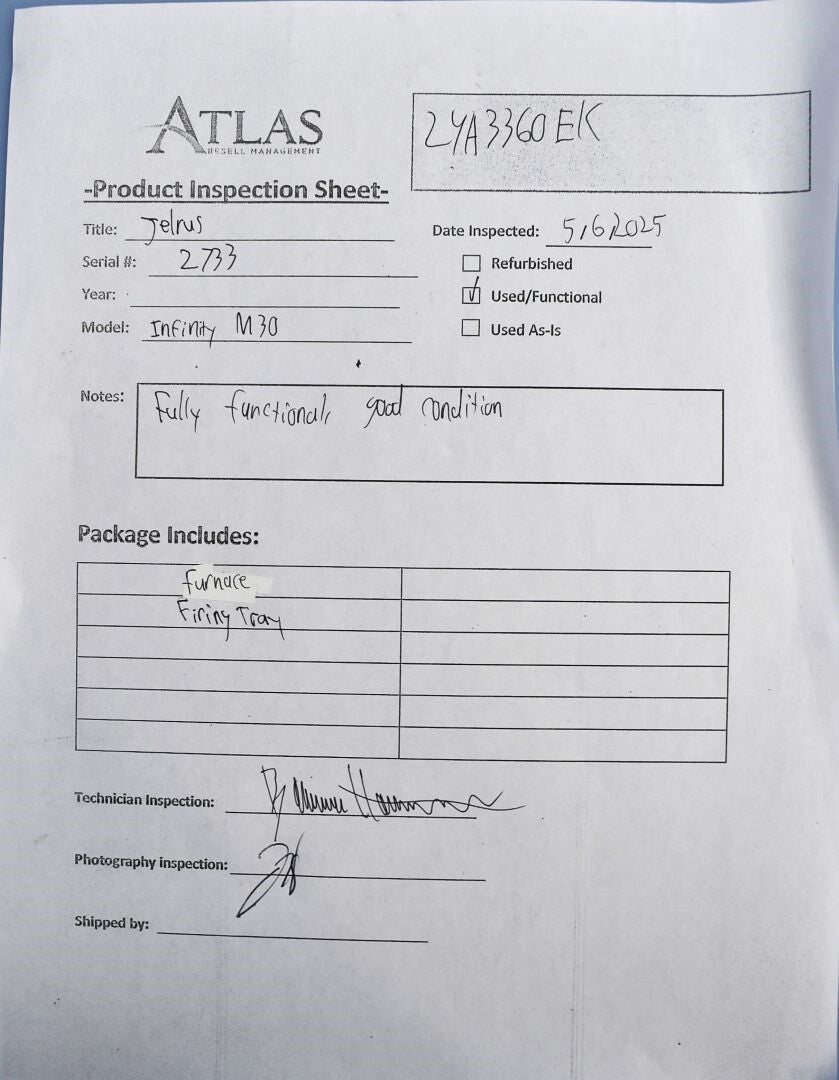 ATLAS
RESELL MANAGEMENT
2YA3360EK
-Product Inspection Sheet-
Title: Jelrus
Date Inspected: 5/6/2025
Serial #: 2733
Refurbished
Year:
Used/Functional
Model: Infinity M30
Used As-Is
Notes: Fully functional, good condition
Package Includes:
Furnace
Firing Tray
Technician Inspection:
Photography inspection:
Shipped by: